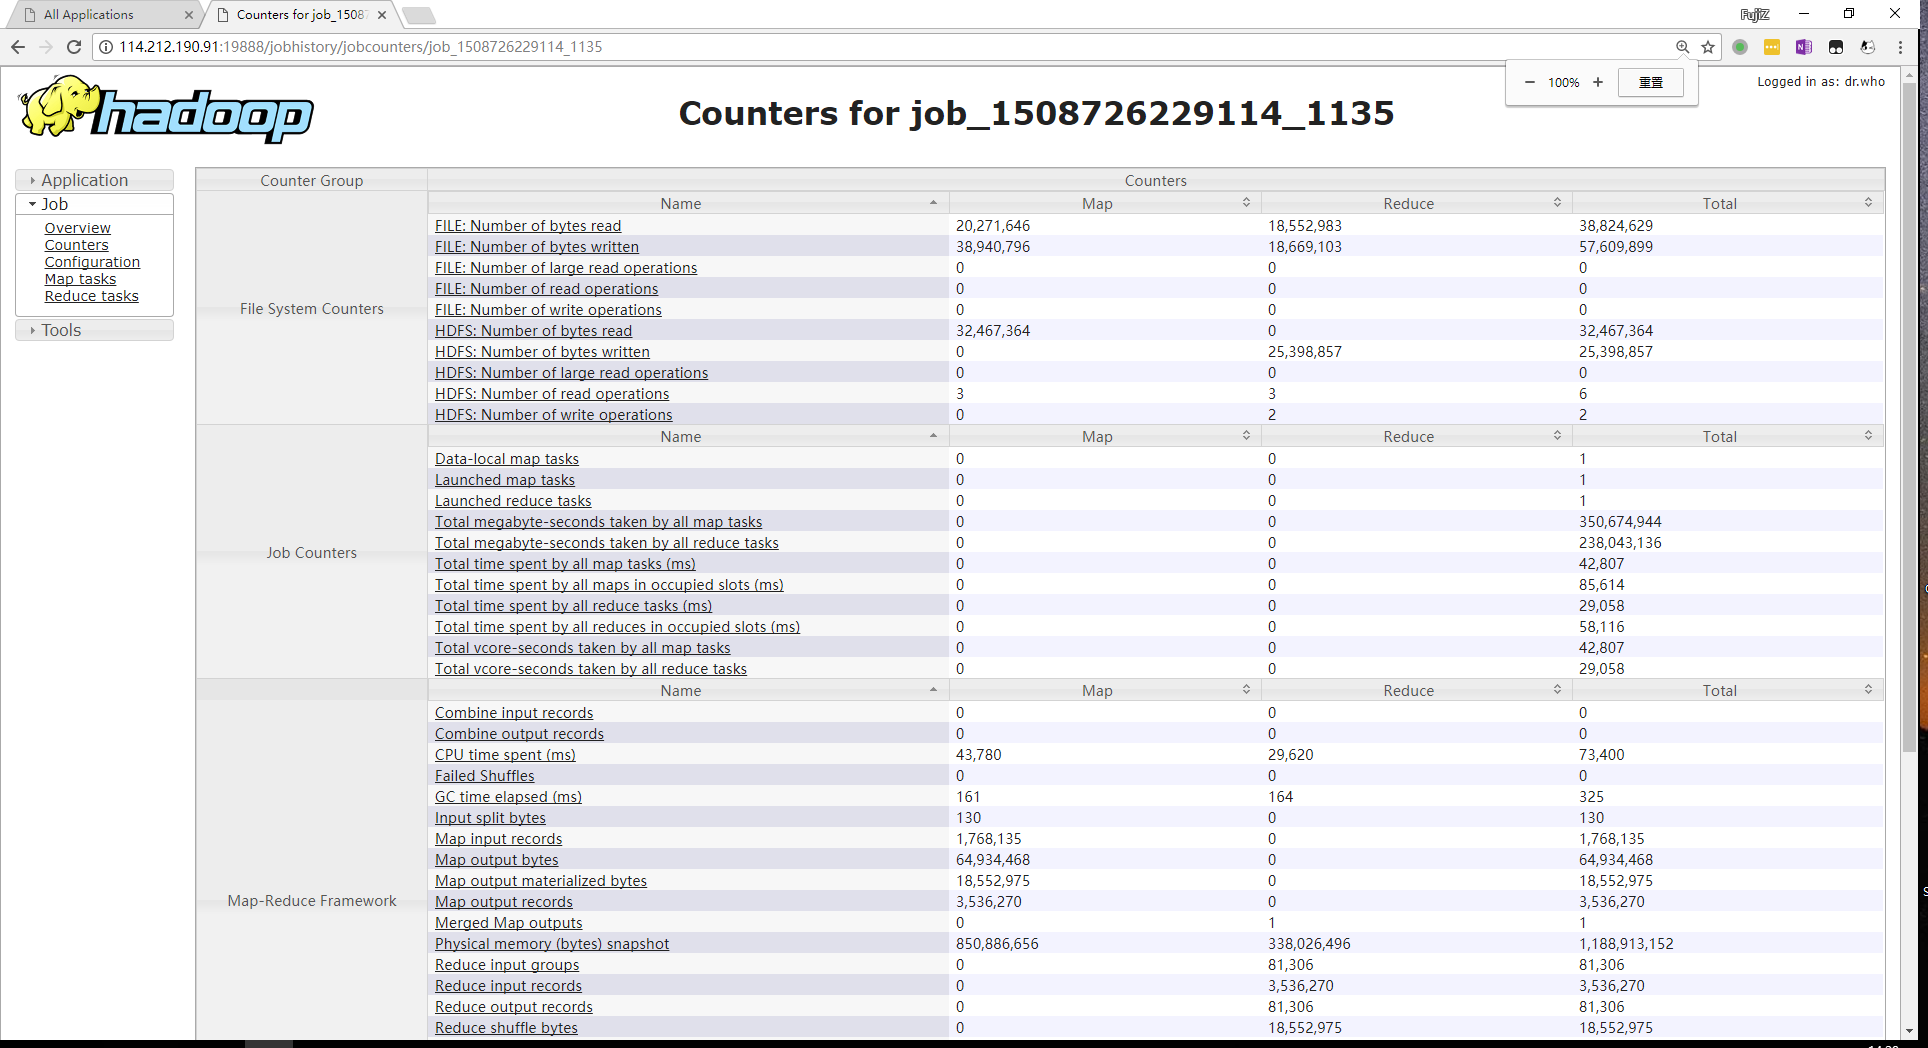 All Applications
Counters for job_1508
FujiZ
114.212.190.91:19888/jobhistory/jobcounters/job_1508726229114_1135
100%
重置
Logged in as: dr.who
hadoop
Counters for job_1508726229114_1135
Application
Job
Overview
Counters
Configuration
Map tasks
Reduce tasks
Tools
Counter Group Counters
File System Counters
Name Map Reduce Total
FILE: Number of bytes read 20,271,646 18,552,983 38,824,629
FILE: Number of bytes written 38,940,796 18,669,103 57,609,899
FILE: Number of large read operations 0 0 0
FILE: Number of read operations 0 0 0
FILE: Number of write operations 0 0 0
HDFS: Number of bytes read 32,467,364 0 32,467,364
HDFS: Number of bytes written 0 25,398,857 25,398,857
HDFS: Number of large read operations 0 0 0
HDFS: Number of read operations 3 3 6
HDFS: Number of write operations 0 2 2
Job Counters
Name Map Reduce Total
Data-local map tasks 0 0 1
Launched map tasks 0 0 1
Launched reduce tasks 0 0 1
Total megabyte-seconds taken by all map tasks 0 0 350,674,944
Total megabyte-seconds taken by all reduce tasks 0 0 238,043,136
Total time spent by all map tasks (ms) 0 0 42,807
Total time spent by all maps in occupied slots (ms) 0 0 85,614
Total time spent by all reduce tasks (ms) 0 0 29,058
Total time spent by all reduces in occupied slots (ms) 0 0 58,116
Total vcore-seconds taken by all map tasks 0 0 42,807
Total vcore-seconds taken by all reduce tasks 0 0 29,058
Map-Reduce Framework
Name Map Reduce Total
Combine input records 0 0 0
Combine output records 0 0 0
CPU time spent (ms) 43,780 29,620 73,400
Failed Shuffles 0 0 0
GC time elapsed (ms) 161 164 325
Input split bytes 130 0 130
Map input records 1,768,135 0 1,768,135
Map output bytes 64,934,468 0 64,934,468
Map output materialized bytes 18,552,975 0 18,552,975
Map output records 3,536,270 0 3,536,270
Merged Map outputs 0 1 1
Physical memory (bytes) snapshot 850,886,656 338,026,496 1,188,913,152
Reduce input groups 0 81,306 81,306
Reduce input records 0 3,536,270 3,536,270
Reduce output records 0 81,306 81,306
Reduce shuffle bytes 0 18,552,975 18,552,975